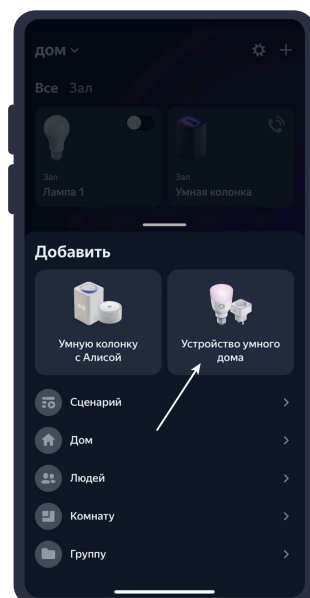 дом
Все Зал
Зал
Лампа 1
Зал
Умная колонка
Добавить
Умную колонку
с Алисой
Устройство умного
дома
Сценарий
Дом
Людей
Комнату
Группу